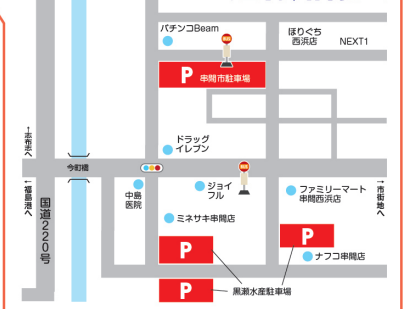 パチンコBeam
ほりぐち
西浜店
NEXT1
P 串間市駐車場
ドラッグ
イレブン
↑志布志へ
今町橋
↓福島港へ
国道220号
中島
医院
ジョイ
フル
ファミリーマート
串間西浜店
→市街地へ
ミネサキ串間店
P
P
ナフコ串間店
P
黒瀬水産駐車場